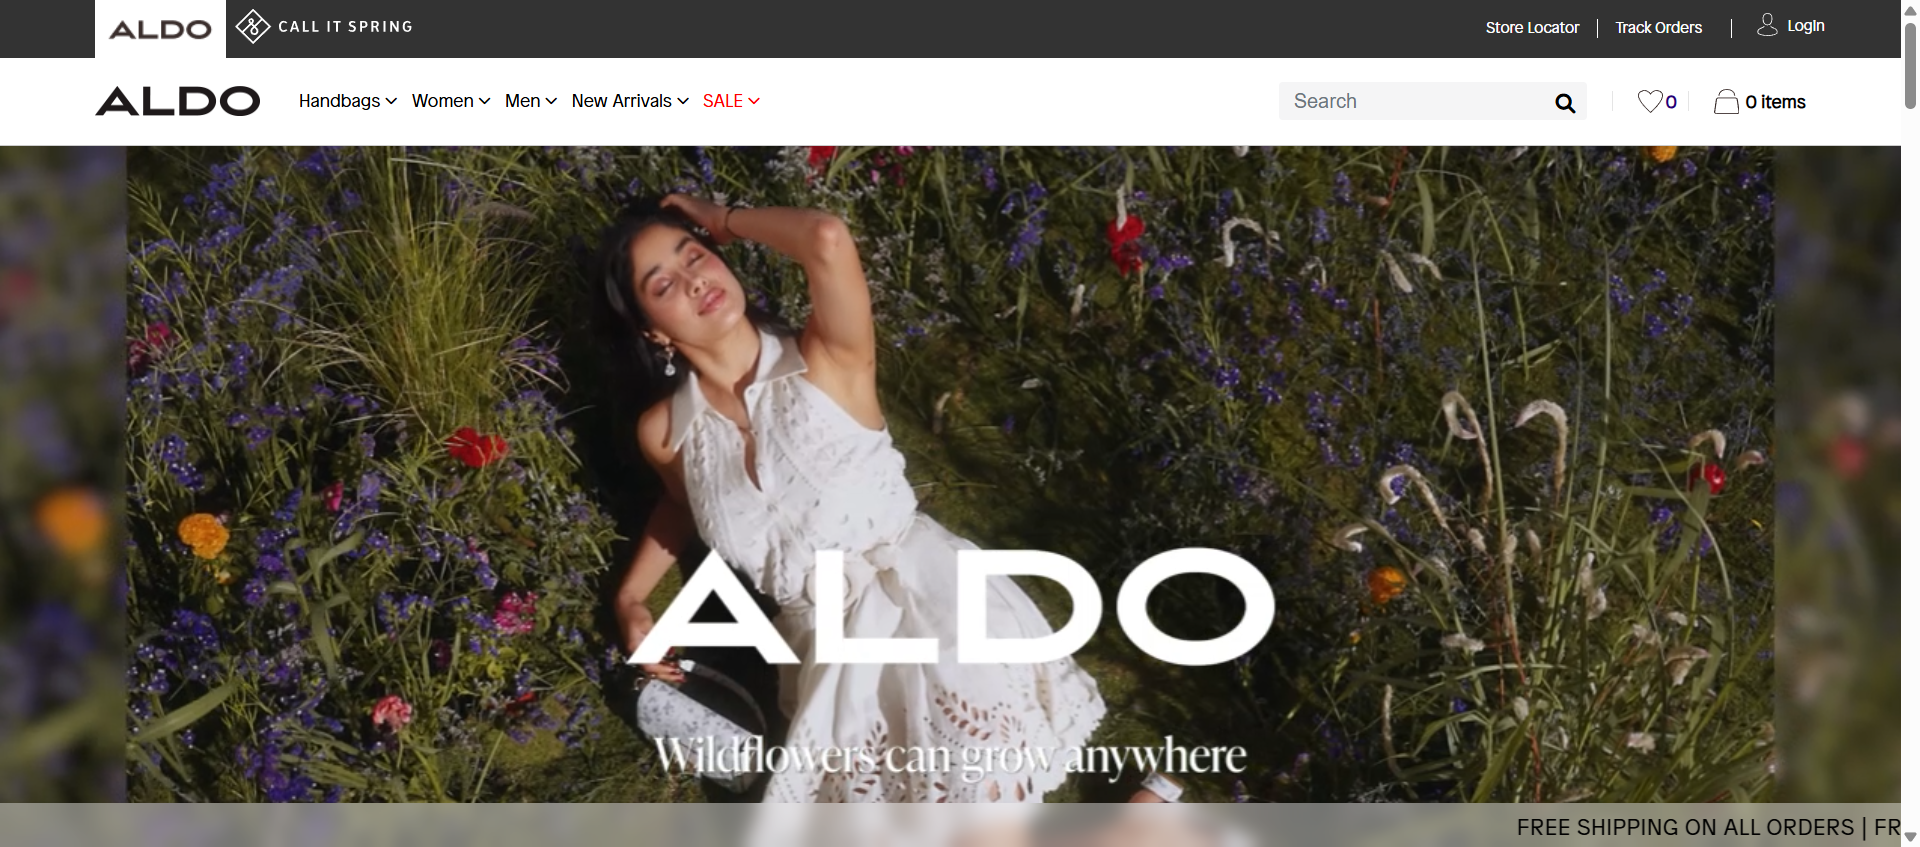 ALDO
CALL IT SPRING
Store Locator
Track Orders
LogIn
ALDO
Handbags
Women
Men
New Arrivals
SALE
Search
0
0 items
ALDO
Wildflowers can grow anywhere
FREE SHIPPING ON ALL ORDERS | FR